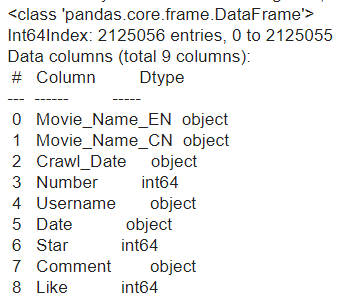 <class 'pandas.core.frame.DataFrame'>
Int64Index: 2125056 entries, 0 to 2125055
Data columns (total 9 columns):
# Column Dtype
--- ------ -----
0 Movie_Name_EN object
1 Movie_Name_CN object
2 Crawl_Date object
3 Number int64
4 Username object
5 Date object
6 Star int64
7 Comment object
8 Like int64